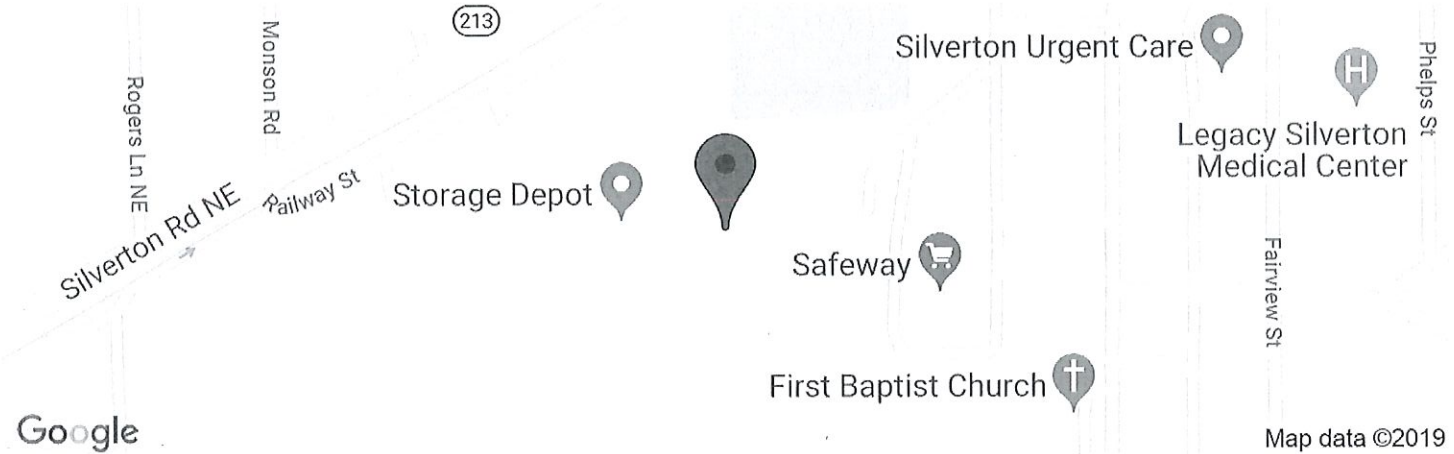 213
Monson Rd
Rogers Ln NE
Silverton Urgent Care
H
Phelps St
Legacy Silverton
Medical Center
Railway St
Storage Depot
Silverton Rd NE
Safeway
Fairview St
First Baptist Church
Google
Map data ©2019